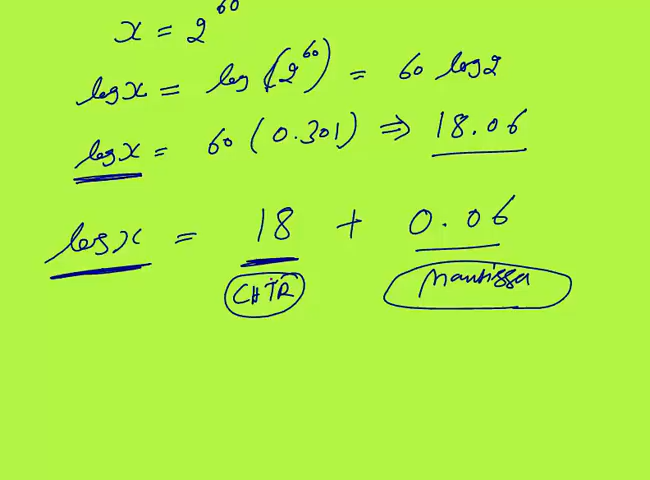 x = 2^60
log x = log (2^60) = 60 log 2
log x = 60 (0.301) ⇒ 18.06
log x = 18 + 0.06
CHTR Mantissa